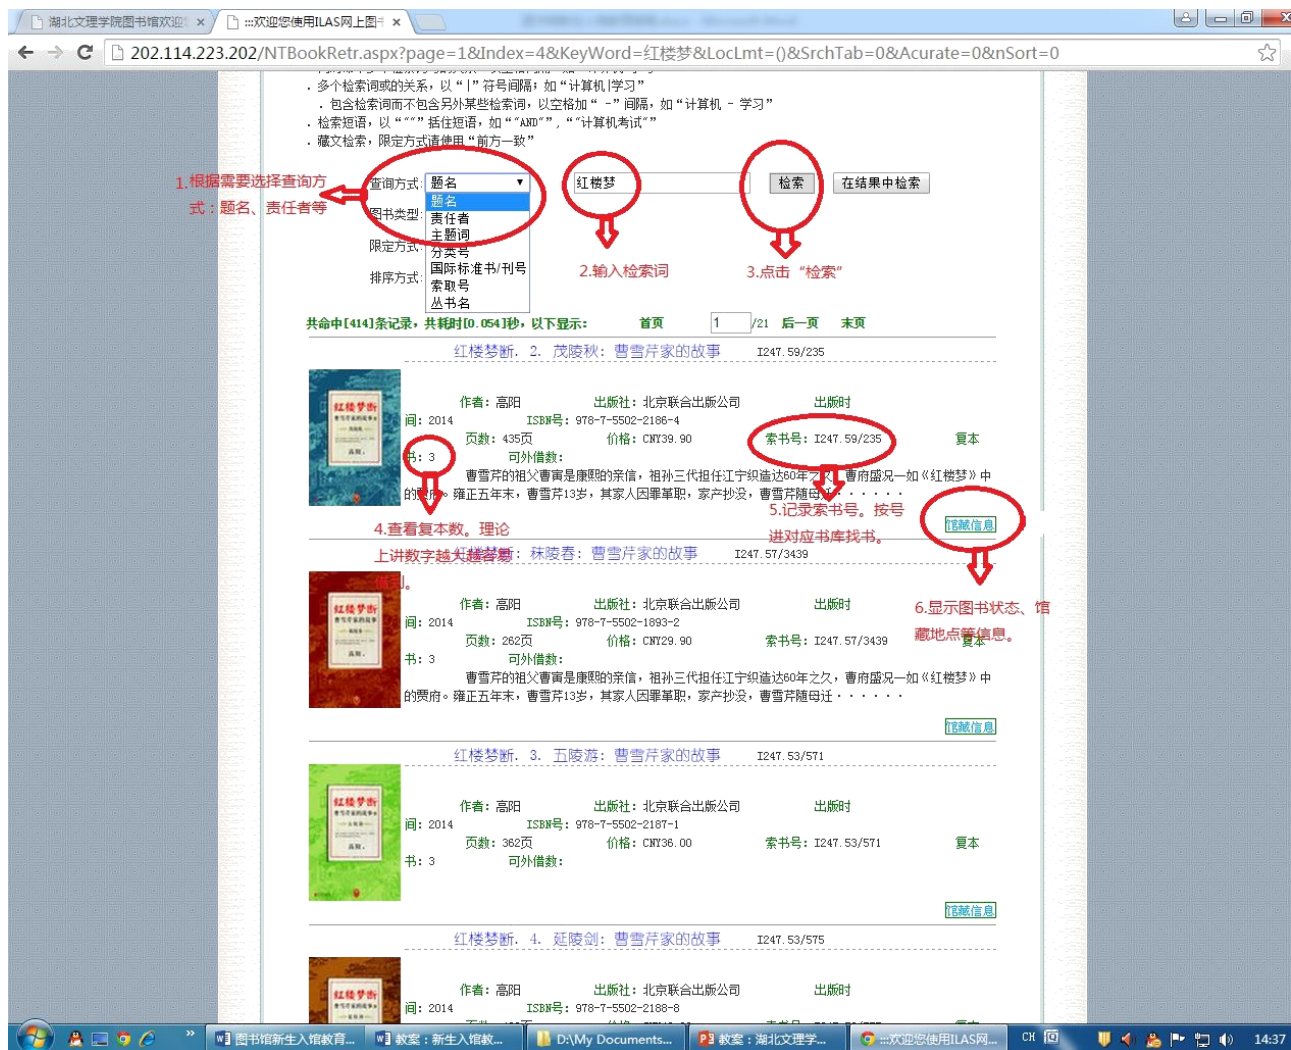 湖北文理学院图书馆欢迎
:::欢迎您使用ILAS网上图
202.114.223.202/NTBookRetr.aspx?page=1&Index=4&KeyWord=红楼梦&LocLmt=()&SrchTab=0&Acurate=0&nSort=0
. 多个检索词或的关系，以“|”符号间隔；如“计算机|学习”
. 包含检索词而不包含另外某些检索词，以空格加“ -”间隔，如“计算机 - 学习”
. 检索短语，以“""”括住短语，如“"AND"”，“"计算机考试"”
. 藏文检索，限定方式请使用“前方一致”
1.根据需要选择查询方
式：题名、责任者等
查询方式: 题名 红楼梦 检索 在结果中检索
题名
图书类型: 责任者
主题词
限定方式: 分类号
国际标准书/刊号
排序方式: 索取号
丛书名
2.输入检索词
3.点击“检索”
共命中[414]条记录，共耗时[0.054]秒，以下显示： 首页 1 /21 后一页 末页
红楼梦断. 2. 茂陵秋: 曹雪芹家的故事 I247.59/235
红楼梦断
作者: 高阳 出版社: 北京联合出版公司 出版时
间: 2014 ISBN号: 978-7-5502-2186-4
页数: 435页 价格: CNY39.90 索书号: I247.59/235 复本
书: 3 可外借数:
曹雪芹的祖父曹寅是康熙的亲信，祖孙三代担任江宁织造达60年之久，曹府盛况一如《红楼梦》中
的贾府。雍正五年末，曹雪芹13岁，其家人因罪革职，家产抄没，曹雪芹随母迁······
馆藏信息
4.查看复本数。理论
上讲数字越大越容易
5.记录索书号。按号
进对应书库找书。
6.显示图书状态、馆
藏地点等信息。
: 秣陵春: 曹雪芹家的故事 I247.57/3439
红楼梦断
作者: 高阳 出版社: 北京联合出版公司 出版时
间: 2014 ISBN号: 978-7-5502-1893-2
页数: 262页 价格: CNY29.90 索书号: I247.57/3439 复本
书: 3 可外借数:
曹雪芹的祖父曹寅是康熙的亲信，祖孙三代担任江宁织造达60年之久，曹府盛况一如《红楼梦》中
的贾府。雍正五年末，曹雪芹13岁，其家人因罪革职，家产抄没，曹雪芹随母迁······
馆藏信息
红楼梦断. 3. 五陵游: 曹雪芹家的故事 I247.53/571
红楼梦断
作者: 高阳 出版社: 北京联合出版公司 出版时
间: 2014 ISBN号: 978-7-5502-2187-1
页数: 362页 价格: CNY36.00 索书号: I247.53/571 复本
书: 3 可外借数:
馆藏信息
红楼梦断. 4. 延陵剑: 曹雪芹家的故事 I247.53/575
红楼梦断
作者: 高阳 出版社: 北京联合出版公司 出版时
间: 2014 ISBN号: 978-7-5502-2188-8
图书馆新生入馆教育... 教案：新生入馆教... D:\My Documents... 教案：湖北文理学... :::欢迎您使用ILAS网... CH 14:37